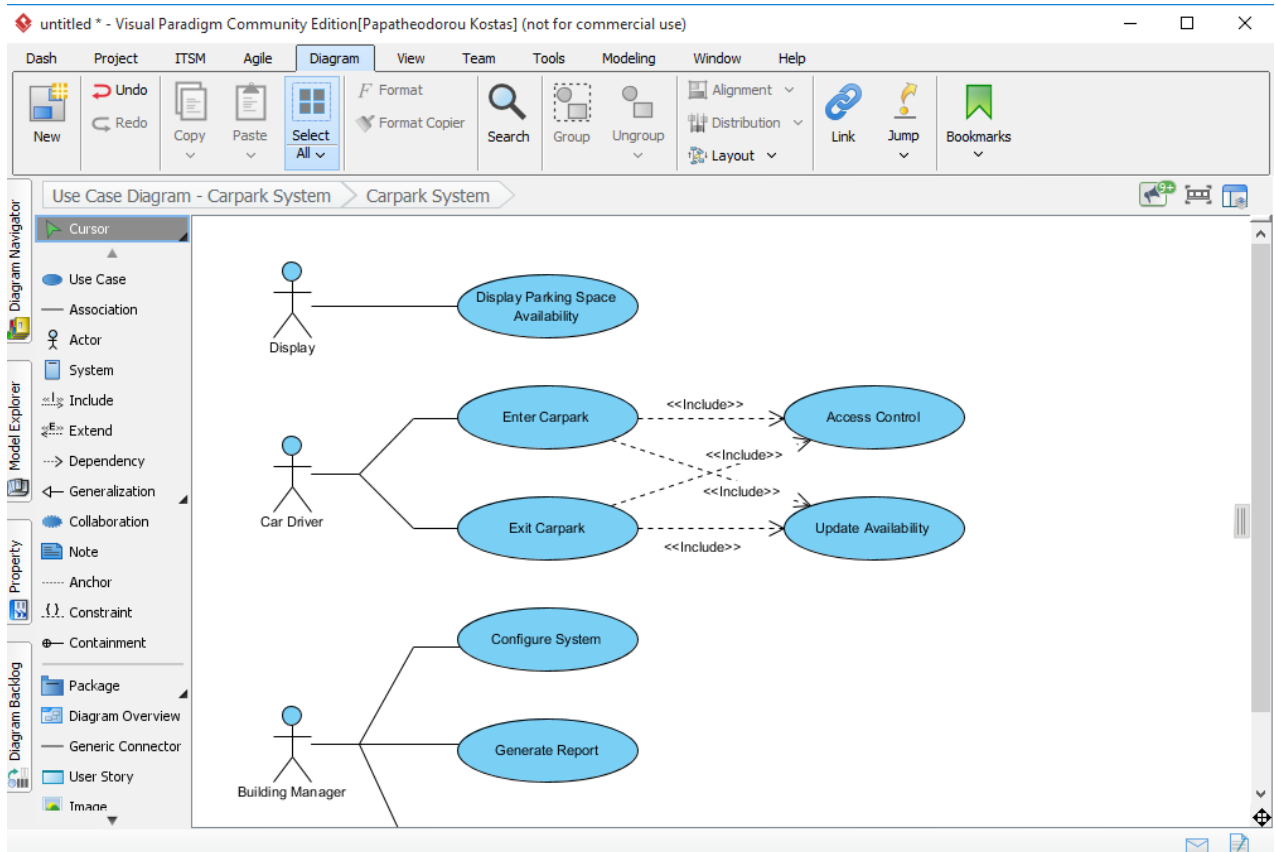 untitled * - Visual Paradigm Community Edition[Papatheodorou Kostas] (not for commercial use)
Dash Project ITSM Agile Diagram View Team Tools Modeling Window Help
New
Undo
Redo
Copy
Paste
Select
All
F Format
Format Copier
Search
Group
Ungroup
Alignment
Distribution
Layout
Link
Jump
Bookmarks
Use Case Diagram - Carpark System
Carpark System
9+
Diagram Navigator
Model Explorer
Property
Diagram Backlog
Cursor
Use Case
Association
Actor
System
Include
Extend
Dependency
Generalization
Collaboration
Note
Anchor
Constraint
Containment
Package
Diagram Overview
Generic Connector
User Story
Image
Display
Display Parking Space
Availability
Car Driver
Enter Carpark
<<Include>>
Access Control
<<Include>>
<<Include>>
Exit Carpark
<<Include>>
Update Availability
Configure System
Generate Report
Building Manager